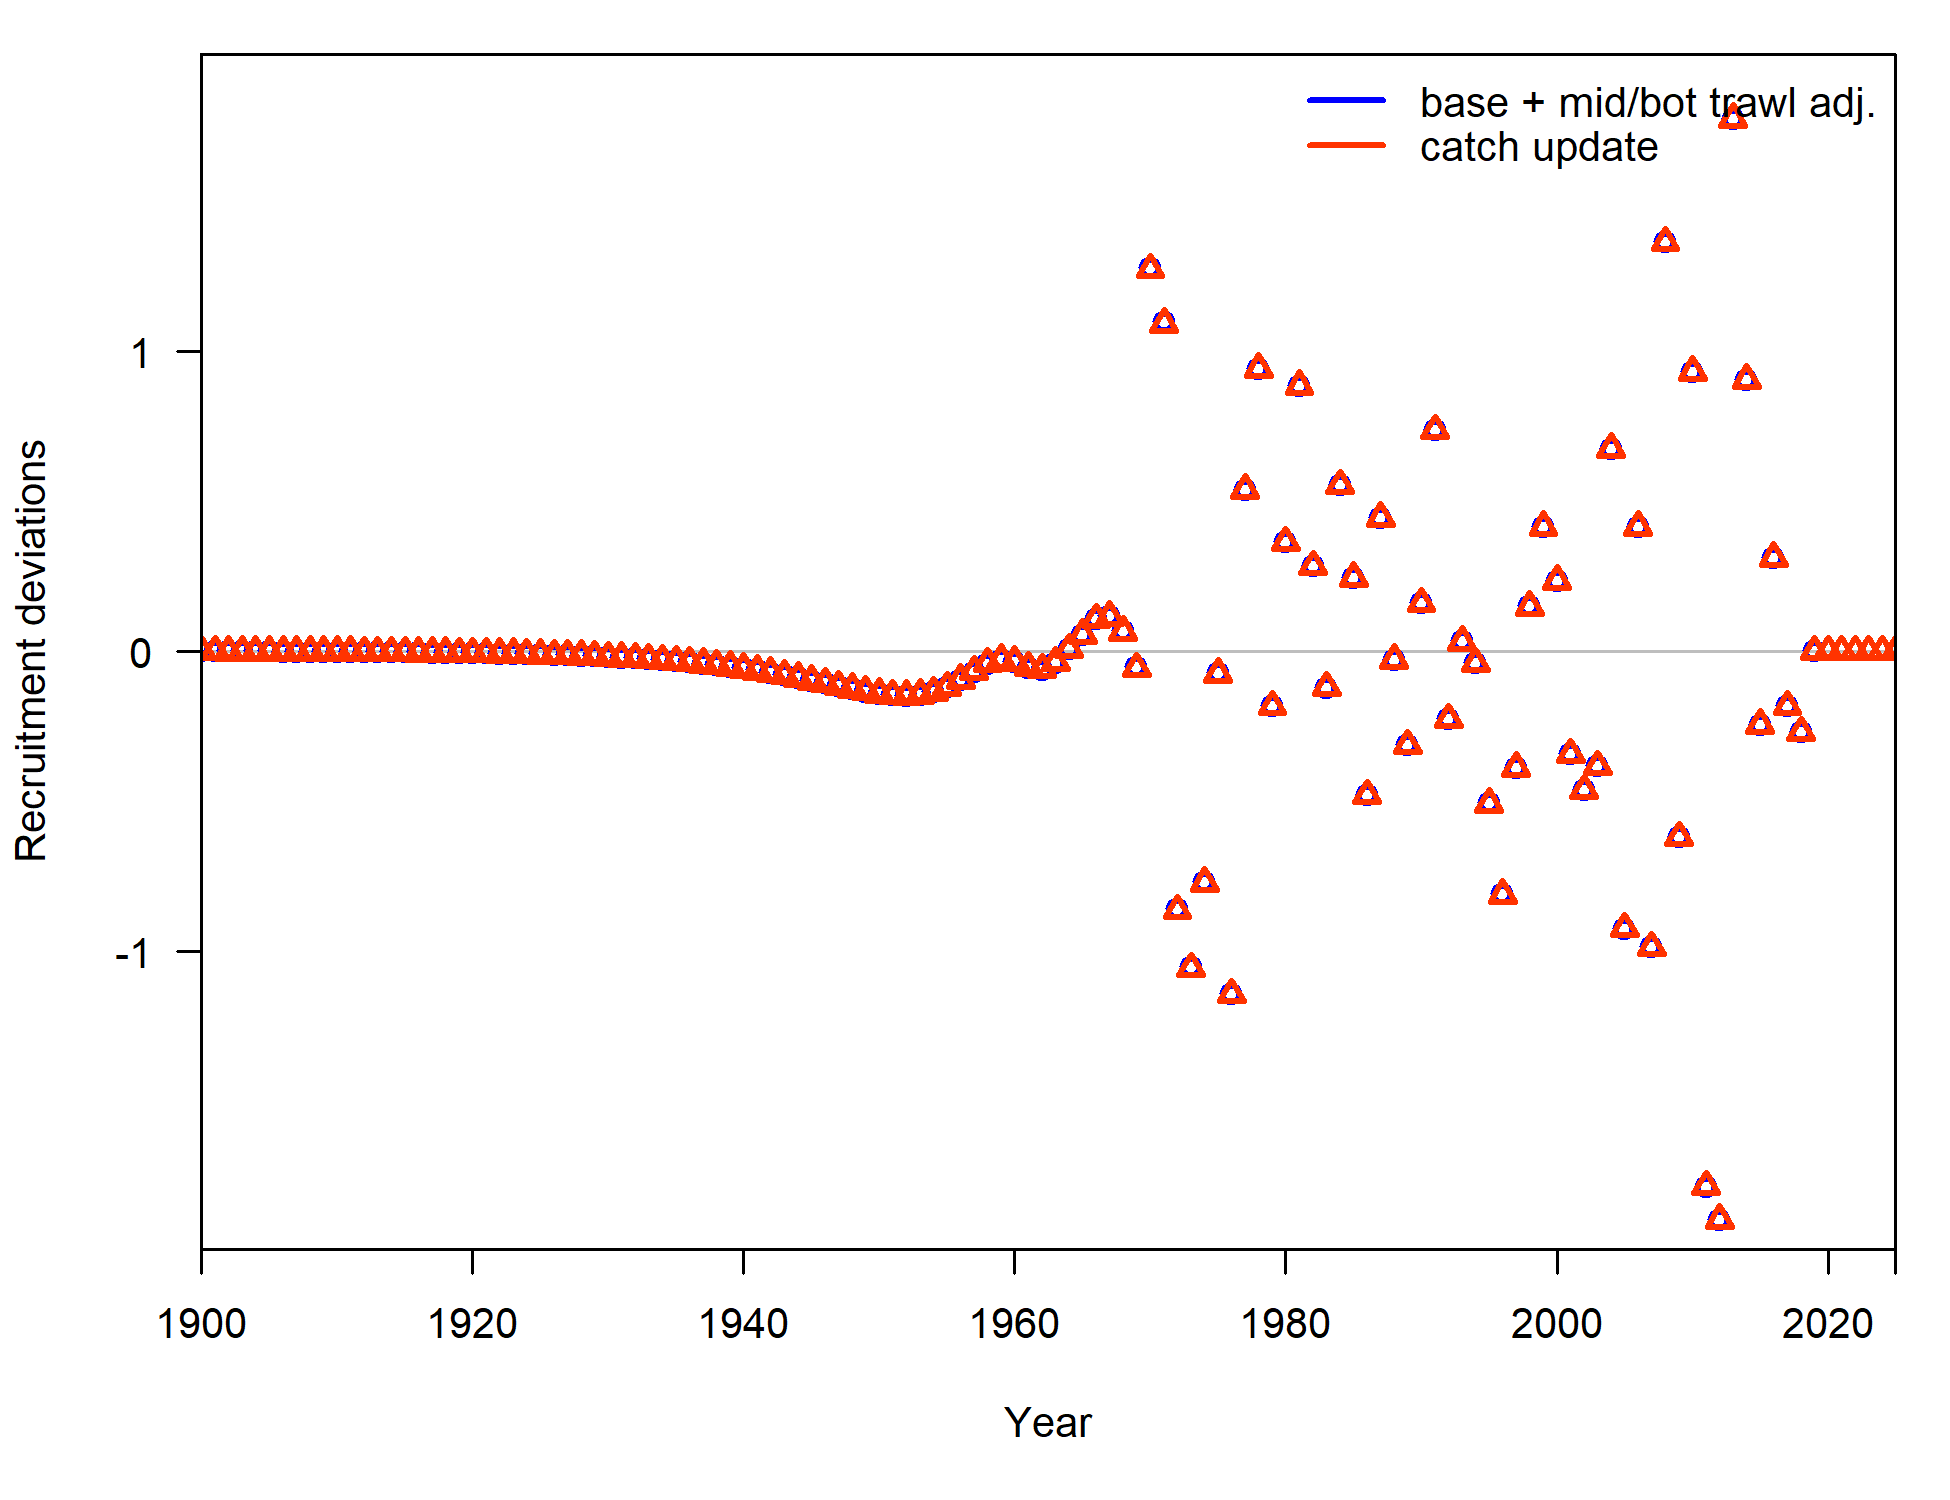 base + mid/bot trawl adj.
catch update
Recruitment deviations
1
0
-1
1900 1920 1940 1960 1980 2000 2020
Year